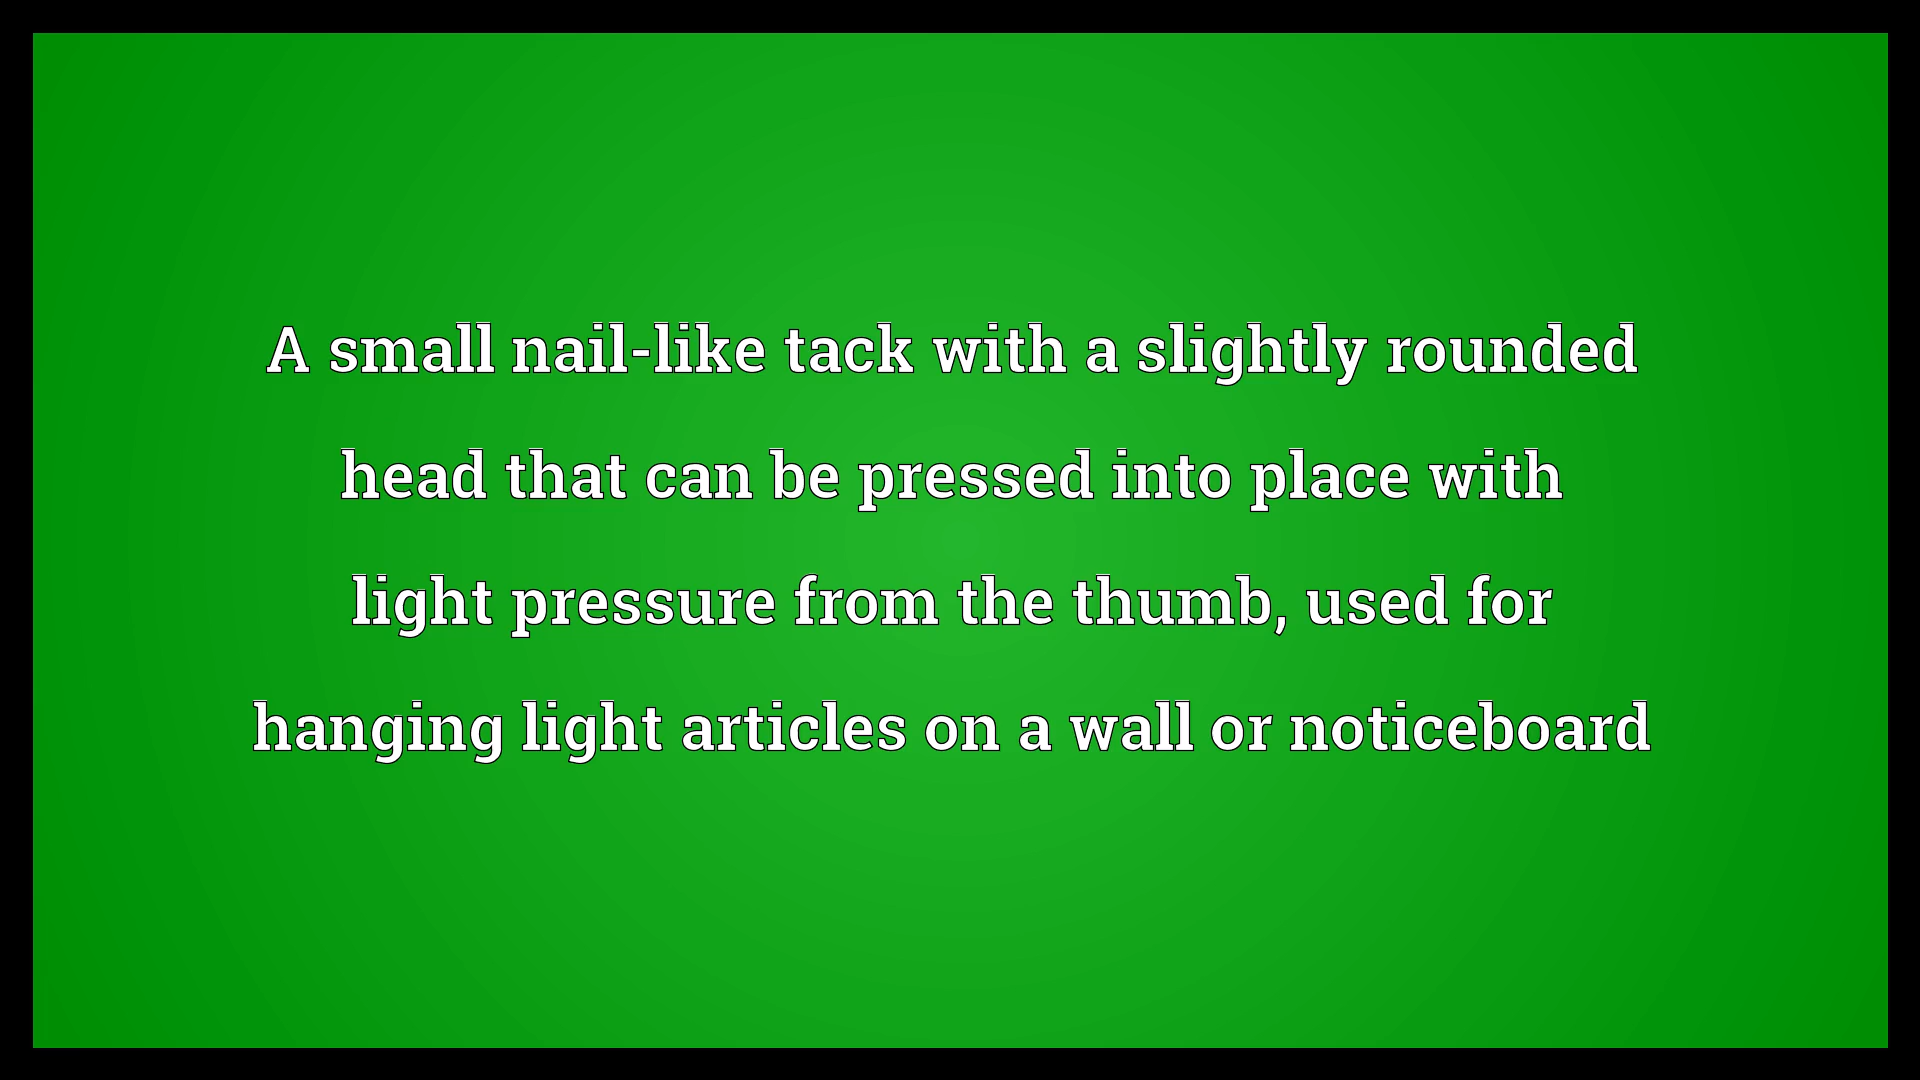 A small nail-like tack with a slightly rounded
head that can be pressed into place with
light pressure from the thumb, used for
hanging light articles on a wall or noticeboard